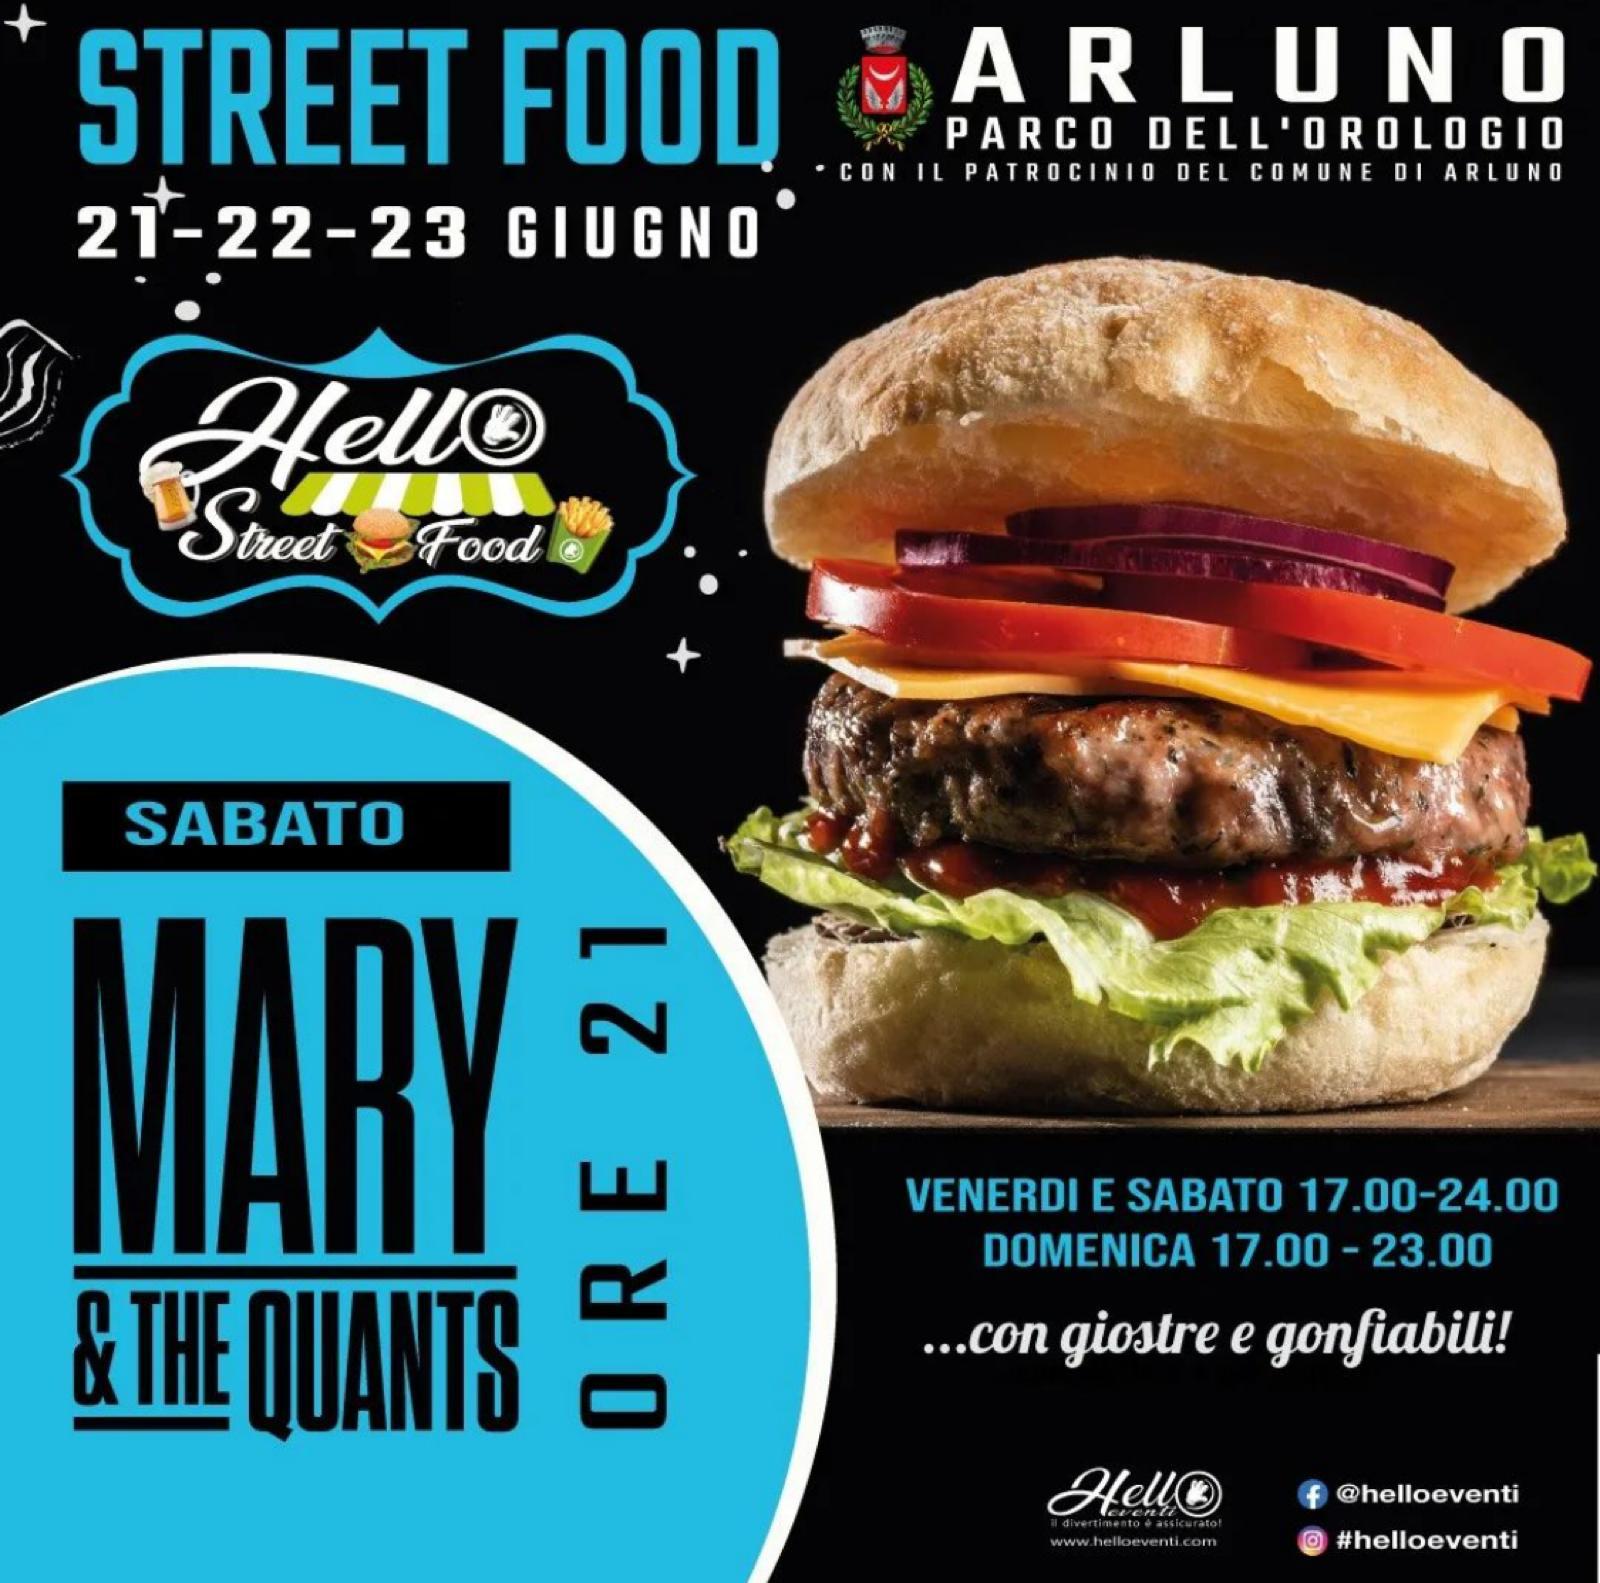 STREET FOOD
21-22-23 GIUGNO
ARLUNO
PARCO DELL'OROLOGIO
CON IL PATROCINIO DEL COMUNE DI ARLUNO
Hello
Street Food
SABATO
MARY
& THE QUANTS
ORE 21
VENERDI E SABATO 17.00-24.00
DOMENICA 17.00 - 23.00
...con giostre e gonfiabili!
Hello
eventi
il divertimento è assicurato!
www.helloeventi.com
@helloeventi
#helloeventi